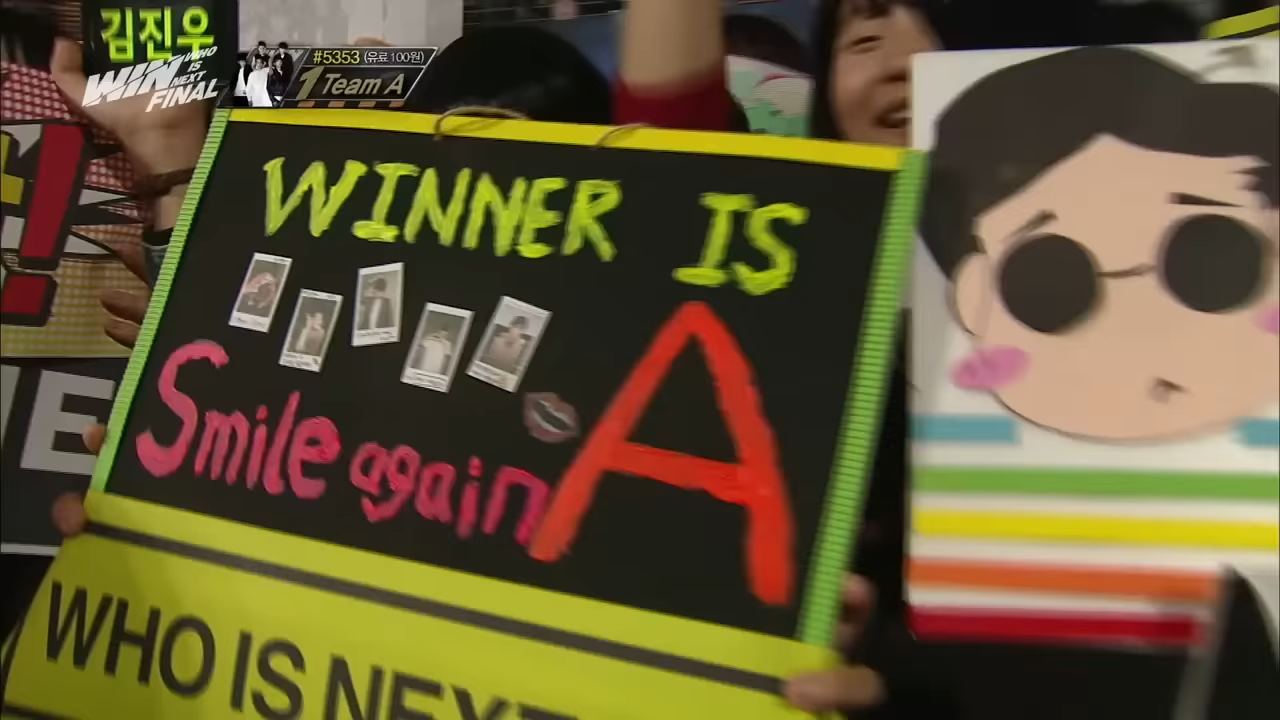 김진우
WIN WHO IS NEXT FINAL
#5353 (유료 100원)
1 Team A
WINNER IS
A
Smile again
WHO IS NEXT
E